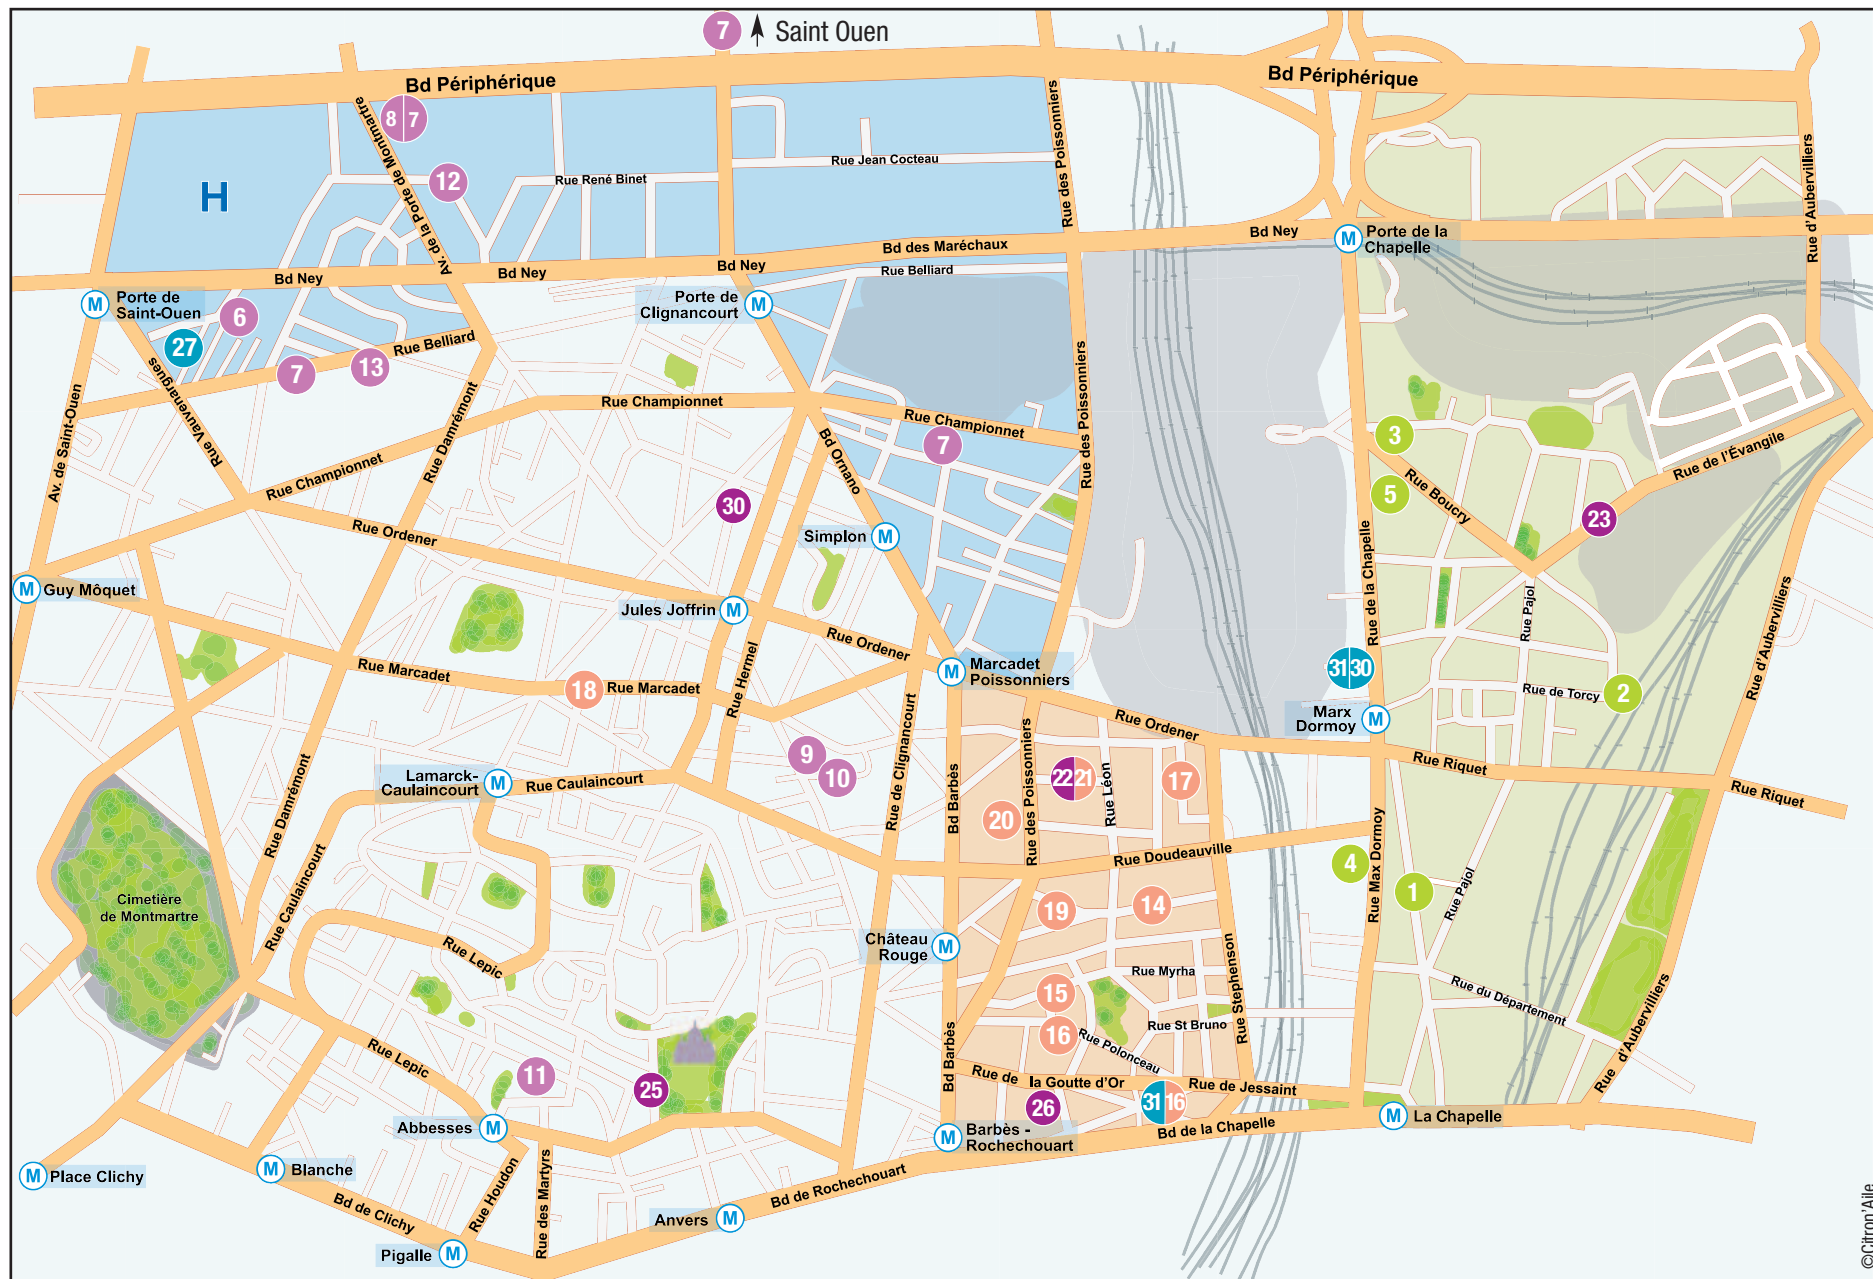 7 Saint Ouen
Bd Périphérique
Bd Périphérique
8 7
Av. de la Porte de Montmartre
12
Rue René Binet
Rue Jean Cocteau
Rue des Poissonniers
Rue d'Aubervilliers
H
Bd Ney
Bd Ney
Bd Ney
Bd des Maréchaux
Bd Ney
M Porte de la
Chapelle
Rue Belliard
M Porte de
Saint-Ouen
6
27
7
13
Rue Belliard
Porte de
Clignancourt M
Av. de Saint-Ouen
Rue Vauvenargues
Rue Damrémont
Rue Championnet
Rue Championnet
Rue Championnet
7
Bd Ornano
Rue des Poissonniers
3
5
Rue Boucry
23
Rue de l'Évangile
30
Rue Ordener
Simplon M
Rue de la Chapelle
Rue Pajol
Rue d'Aubervilliers
M Guy Môquet
Jules Joffrin M
Rue Ordener
Rue Hermel
M Marcadet
Poissonniers
31 30
Rue de Torcy
2
Rue Marcadet
18
Rue Marcadet
Marx
Dormoy M
Rue Ordener
Rue Riquet
Rue Riquet
9
10
Rue de Clignancourt
Bd Barbès
Rue des Poissonniers
22 21
Rue Léon
17
20
Lamarck-
Caulaincourt M
Rue Caulaincourt
Rue Damrémont
Rue Caulaincourt
Rue Doudeauville
4
1
Rue Max Dormoy
Rue Pajol
Cimetière
de Montmartre
19
14
Rue Lepic
Château
Rouge M
Rue Myrha
Rue Stephenson
15
16
Rue St Bruno
Rue Polonceau
Rue du Département
Rue d'Aubervilliers
Rue Lepic
11
25
Bd Barbès
Rue de la Goutte d'Or
Rue de Jessaint
26
31 16
Bd de la Chapelle
M La Chapelle
Abbesses M
M Barbès -
Rochechouart
M Place Clichy
M Blanche
Rue Houdon
Rue des Martyrs
Bd de Clichy
Bd de Rochechouart
Anvers M
Pigalle M
©Citron'Aile